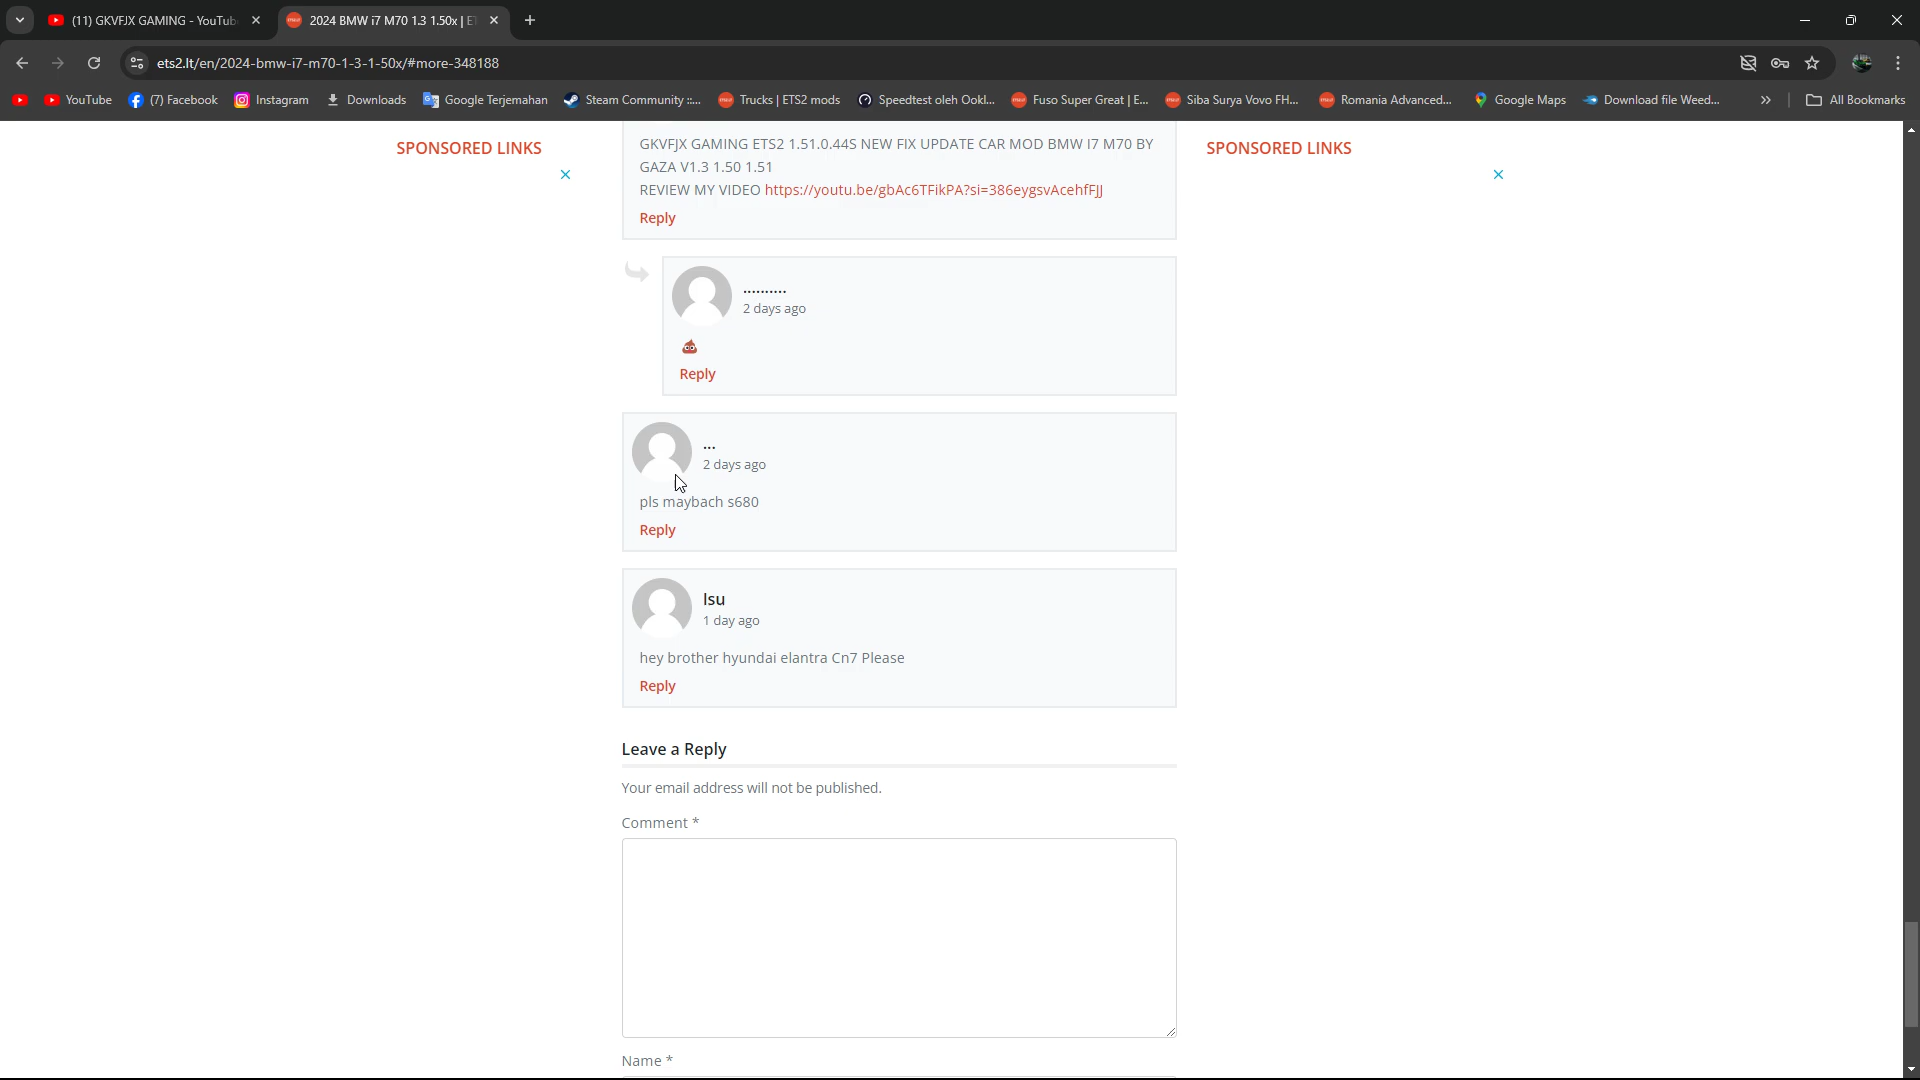 (11) GKVFJX GAMING - YouTub
2024 BMW i7 M70 1.3 1.50x | E
ets2.lt/en/2024-bmw-i7-m70-1-3-1-50x/#more-348188
YouTube
(7) Facebook
Instagram
Downloads
Google Terjemahan
Steam Community ::...
Trucks | ETS2 mods
Speedtest oleh Ookl...
Fuso Super Great | E...
Siba Surya Vovo FH...
Romania Advanced...
Google Maps
Download file Weed...
All Bookmarks
SPONSORED LINKS
GKVFJX GAMING ETS2 1.51.0.44S NEW FIX UPDATE CAR MOD BMW I7 M70 BY
GAZA V1.3 1.50 1.51
REVIEW MY VIDEO https://youtu.be/gbAc6TFikPA?si=386eygsvAcehfFJJ
Reply
SPONSORED LINKS
..........
2 days ago
💩
Reply
...
2 days ago
pls maybach s680
Reply
Isu
1 day ago
hey brother hyundai elantra Cn7 Please
Reply
Leave a Reply
Your email address will not be published.
Comment *
Name *